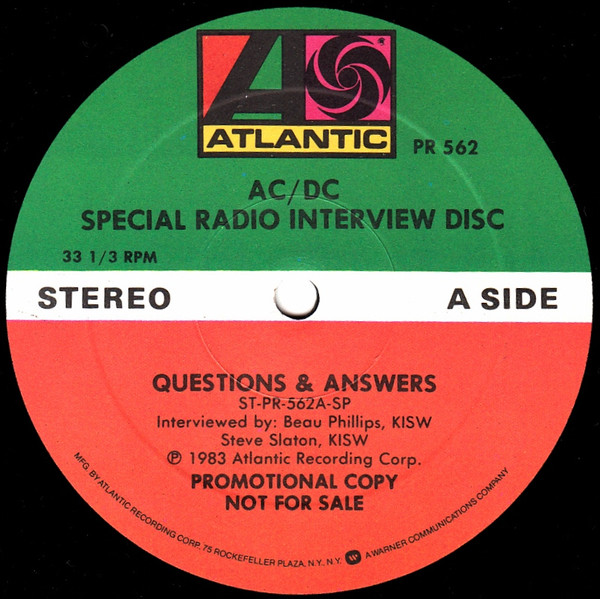 ATLANTIC
PR 562
AC/DC
SPECIAL RADIO INTERVIEW DISC
33 1/3 RPM
STEREO
A SIDE
QUESTIONS & ANSWERS
ST-PR-562A-SP
Interviewed by: Beau Phillips, KISW
Steve Slaton, KISW
℗ 1983 Atlantic Recording Corp.
PROMOTIONAL COPY
NOT FOR SALE
MFG. BY ATLANTIC RECORDING CORP. 75 ROCKEFELLER PLAZA, N.Y. N.Y. A WARNER COMMUNICATIONS COMPANY